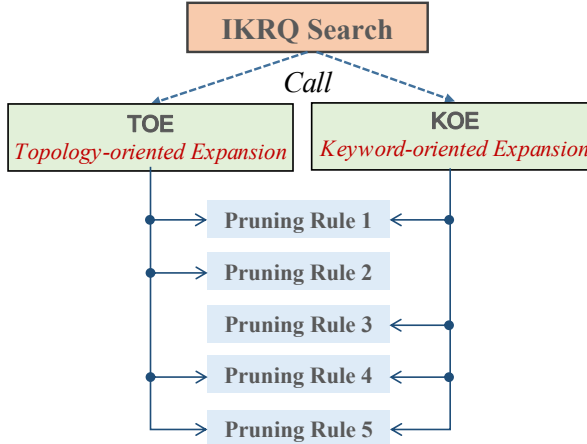 IKRQ Search
Call
TOE
Topology-oriented Expansion
KOE
Keyword-oriented Expansion
Pruning Rule 1
Pruning Rule 2
Pruning Rule 3
Pruning Rule 4
Pruning Rule 5